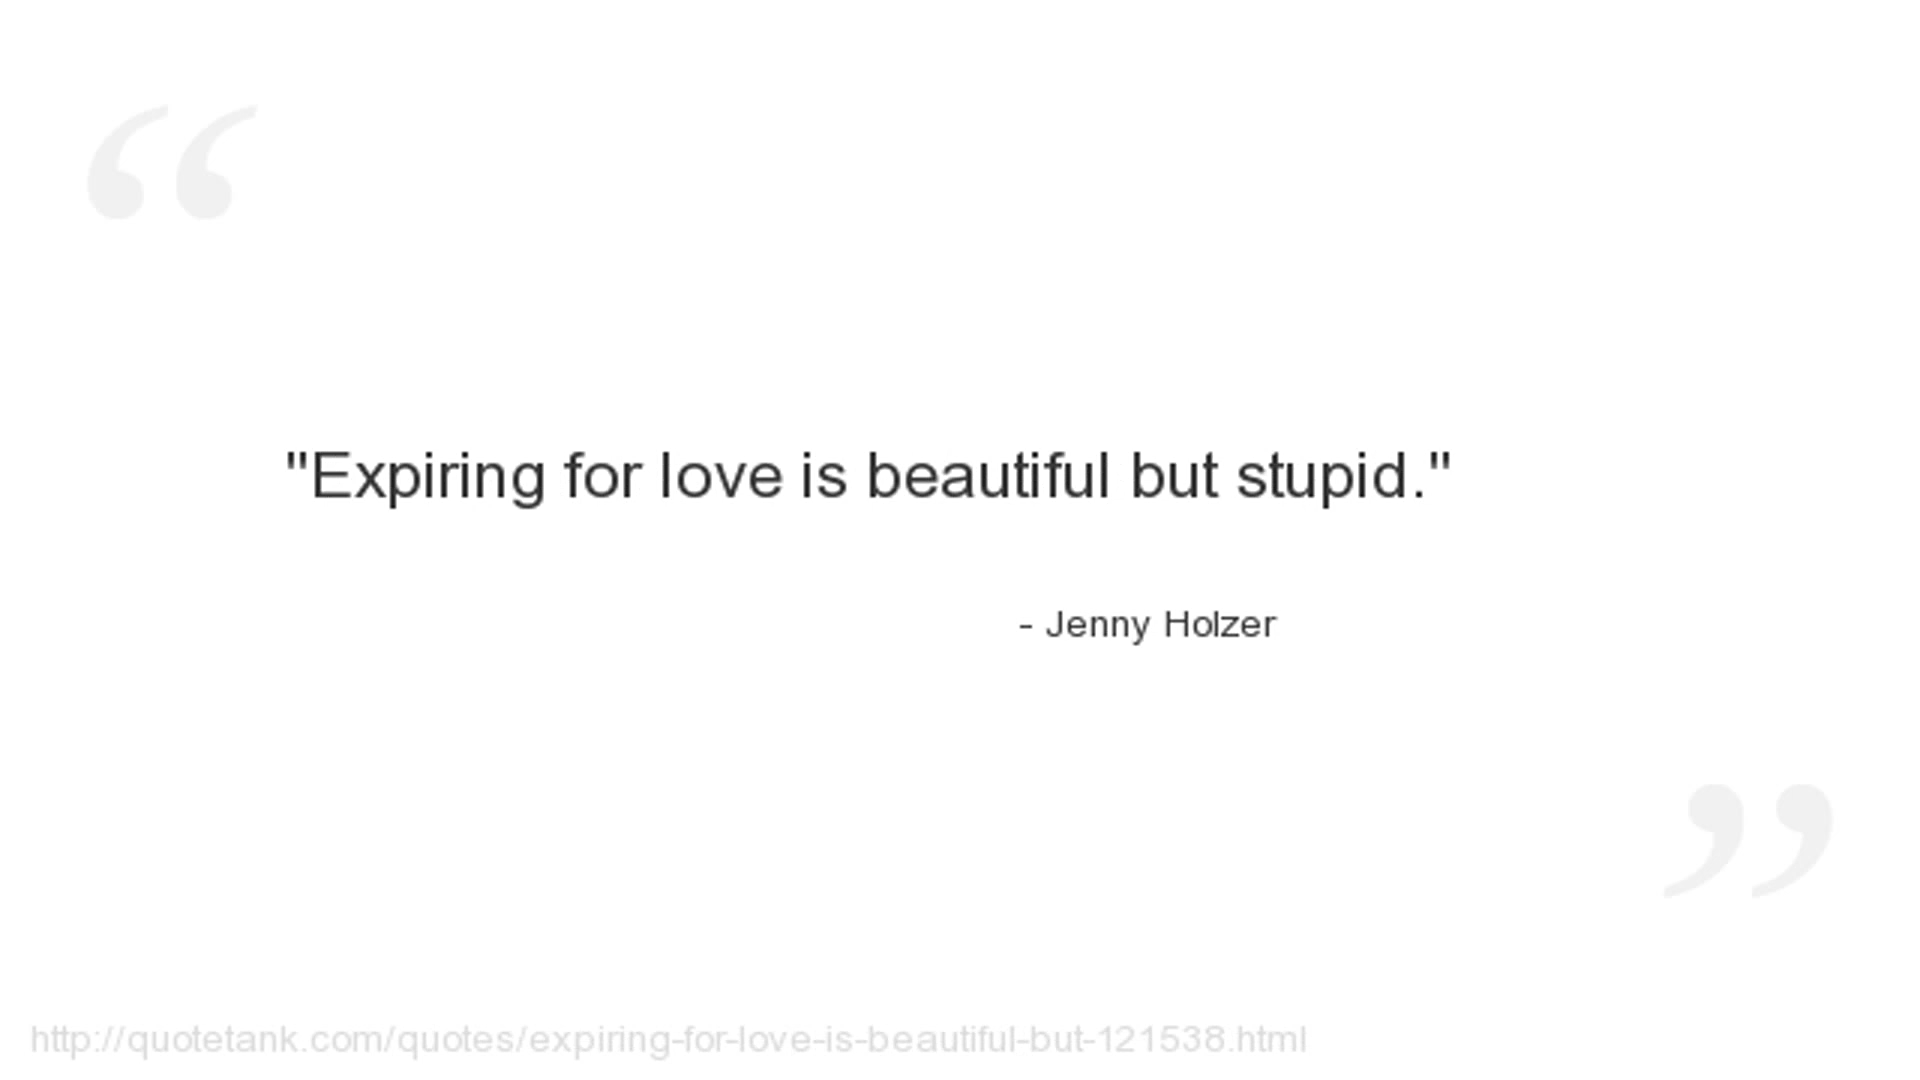 "Expiring for love is beautiful but stupid."
- Jenny Holzer
http://quotetank.com/quotes/expiring-for-love-is-beautiful-but-121538.html